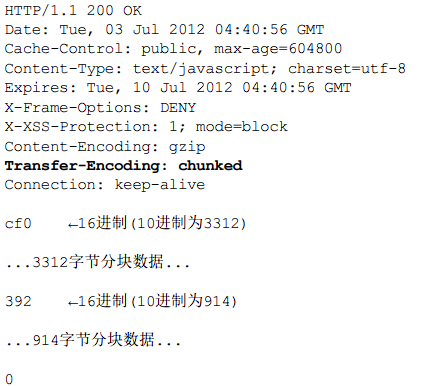 HTTP/1.1 200 OK
Date: Tue, 03 Jul 2012 04:40:56 GMT
Cache-Control: public, max-age=604800
Content-Type: text/javascript; charset=utf-8
Expires: Tue, 10 Jul 2012 04:40:56 GMT
X-Frame-Options: DENY
X-XSS-Protection: 1; mode=block
Content-Encoding: gzip
Transfer-Encoding: chunked
Connection: keep-alive
cf0 ←16进制(10进制为3312)
...3312字节分块数据...
392 ←16进制(10进制为914)
...914字节分块数据...
0